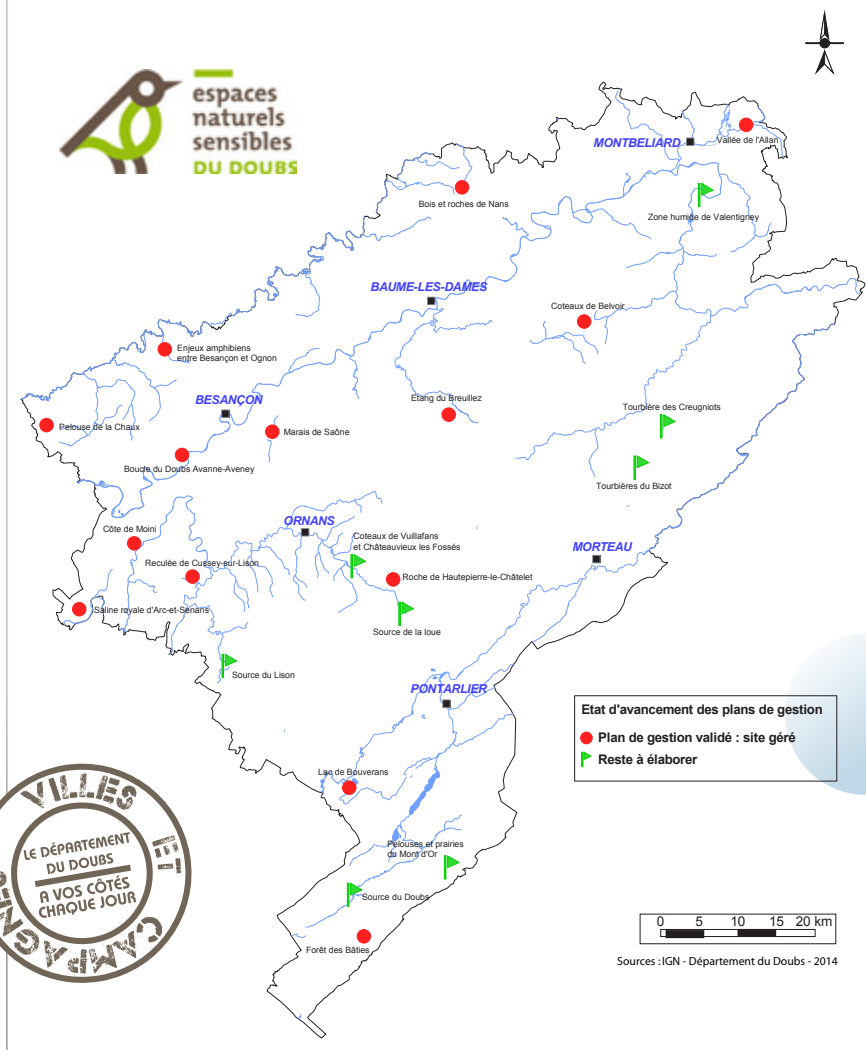 espaces
naturels
sensibles
DU DOUBS
MONTBELIARD
Vallée de l'Allan
Bois et roches de Nans
Zone humide de Valentigney
BAUME-LES-DAMES
Coteaux de Belvoir
Enjeux amphibiens
entre Besançon et Ognon
BESANÇON
Etang du Breuillez
Tourbière des Creugniots
Pelouse de la Chaux
Marais de Saône
Boucle du Doubs Avanne-Aveney
Tourbières du Bizot
ORNANS
Côte de Moini
Coteaux de Vuillafans
et Châteauvieux les Fossés
MORTEAU
Reculée de Cussey-sur-Lison
Roche de Hautepierre-le-Châtelet
Saline royale d'Arc-et-Senans
Source de la loue
Source du Lison
PONTARLIER
Etat d'avancement des plans de gestion
Plan de gestion validé : site géré
Reste à élaborer
Lac de Bouverans
VILLES
ET
LE DÉPARTEMENT
DU DOUBS
A VOS CÔTÉS
CHAQUE JOUR
Pelouses et prairies
du Mont d'Or
Source du Doubs
Forêt des Bâties
0 5 10 15 20 km
Sources : IGN - Département du Doubs - 2014